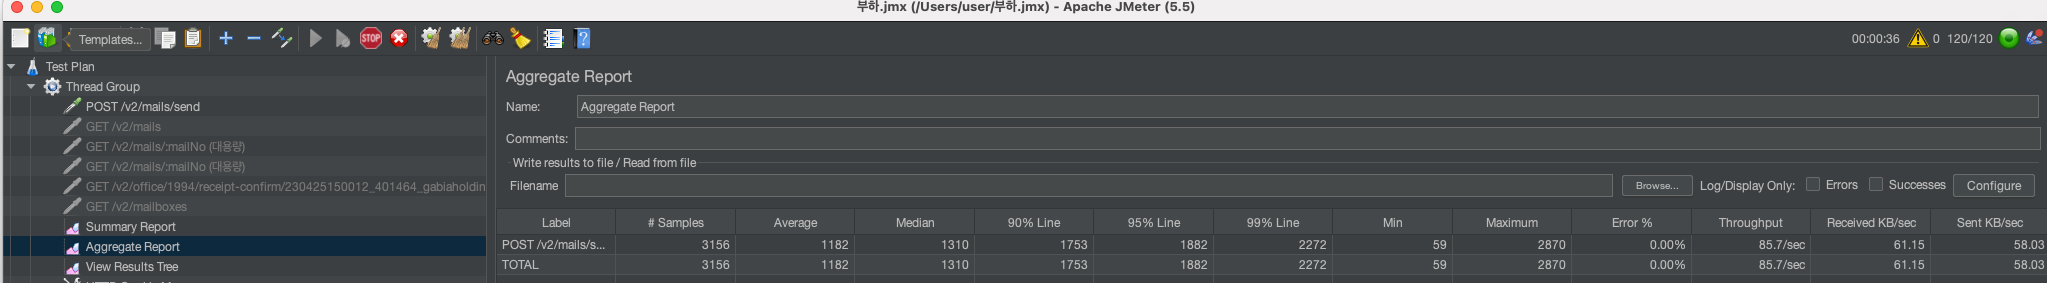 부하.jmx (/Users/user/부하.jmx) - Apache JMeter (5.5)
Templates...
STOP
?
00:00:36 0 120/120
Test Plan
Thread Group
POST /v2/mails/send
GET /v2/mails
GET /v2/mails/:mailNo (대용량)
GET /v2/mails/:mailNo (대용량)
GET /v2/office/1994/receipt-confirm/230425150012_401464_gabiaholdin
GET /v2/mailboxes
Summary Report
Aggregate Report
View Results Tree
Aggregate Report
Name: Aggregate Report
Comments:
Write results to file / Read from file
Filename Browse... Log/Display Only: Errors Successes Configure
Label # Samples Average Median 90% Line 95% Line 99% Line Min Maximum Error % Throughput Received KB/sec Sent KB/sec
POST /v2/mails/s... 3156 1182 1310 1753 1882 2272 59 2870 0.00% 85.7/sec 61.15 58.03
TOTAL 3156 1182 1310 1753 1882 2272 59 2870 0.00% 85.7/sec 61.15 58.03